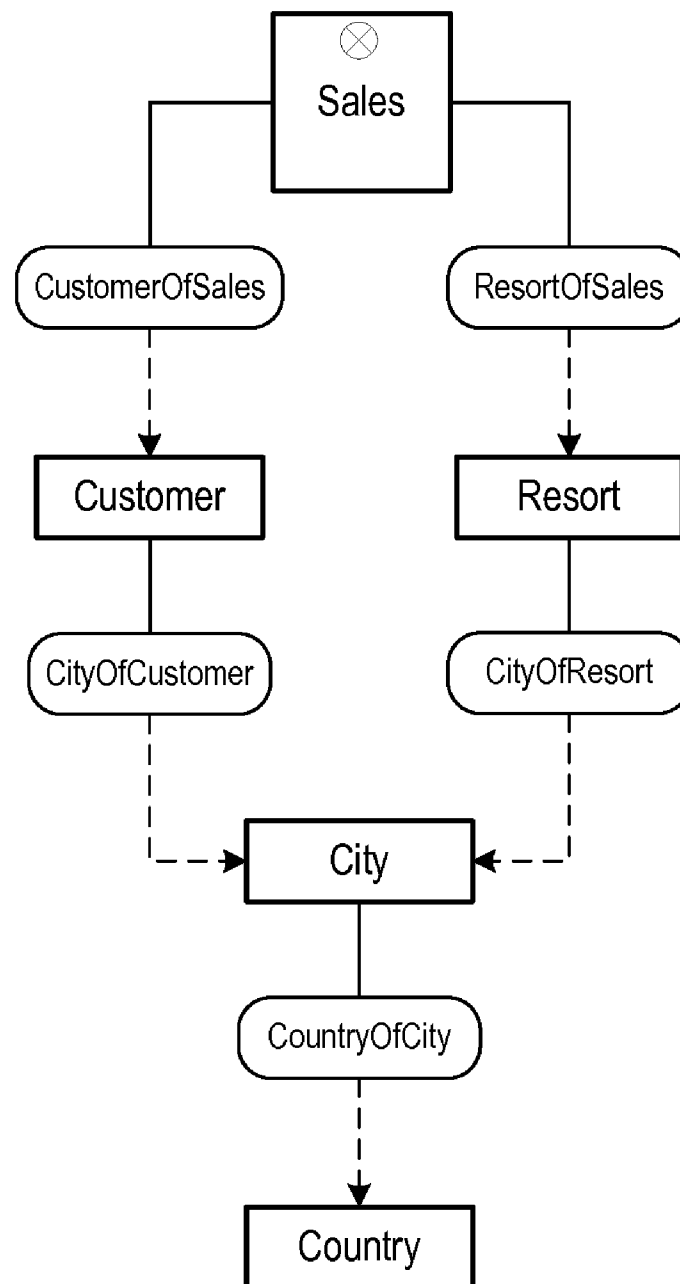 Sales
CustomerOfSales
ResortOfSales
Customer
Resort
CityOfCustomer
CityOfResort
City
CountryOfCity
Country